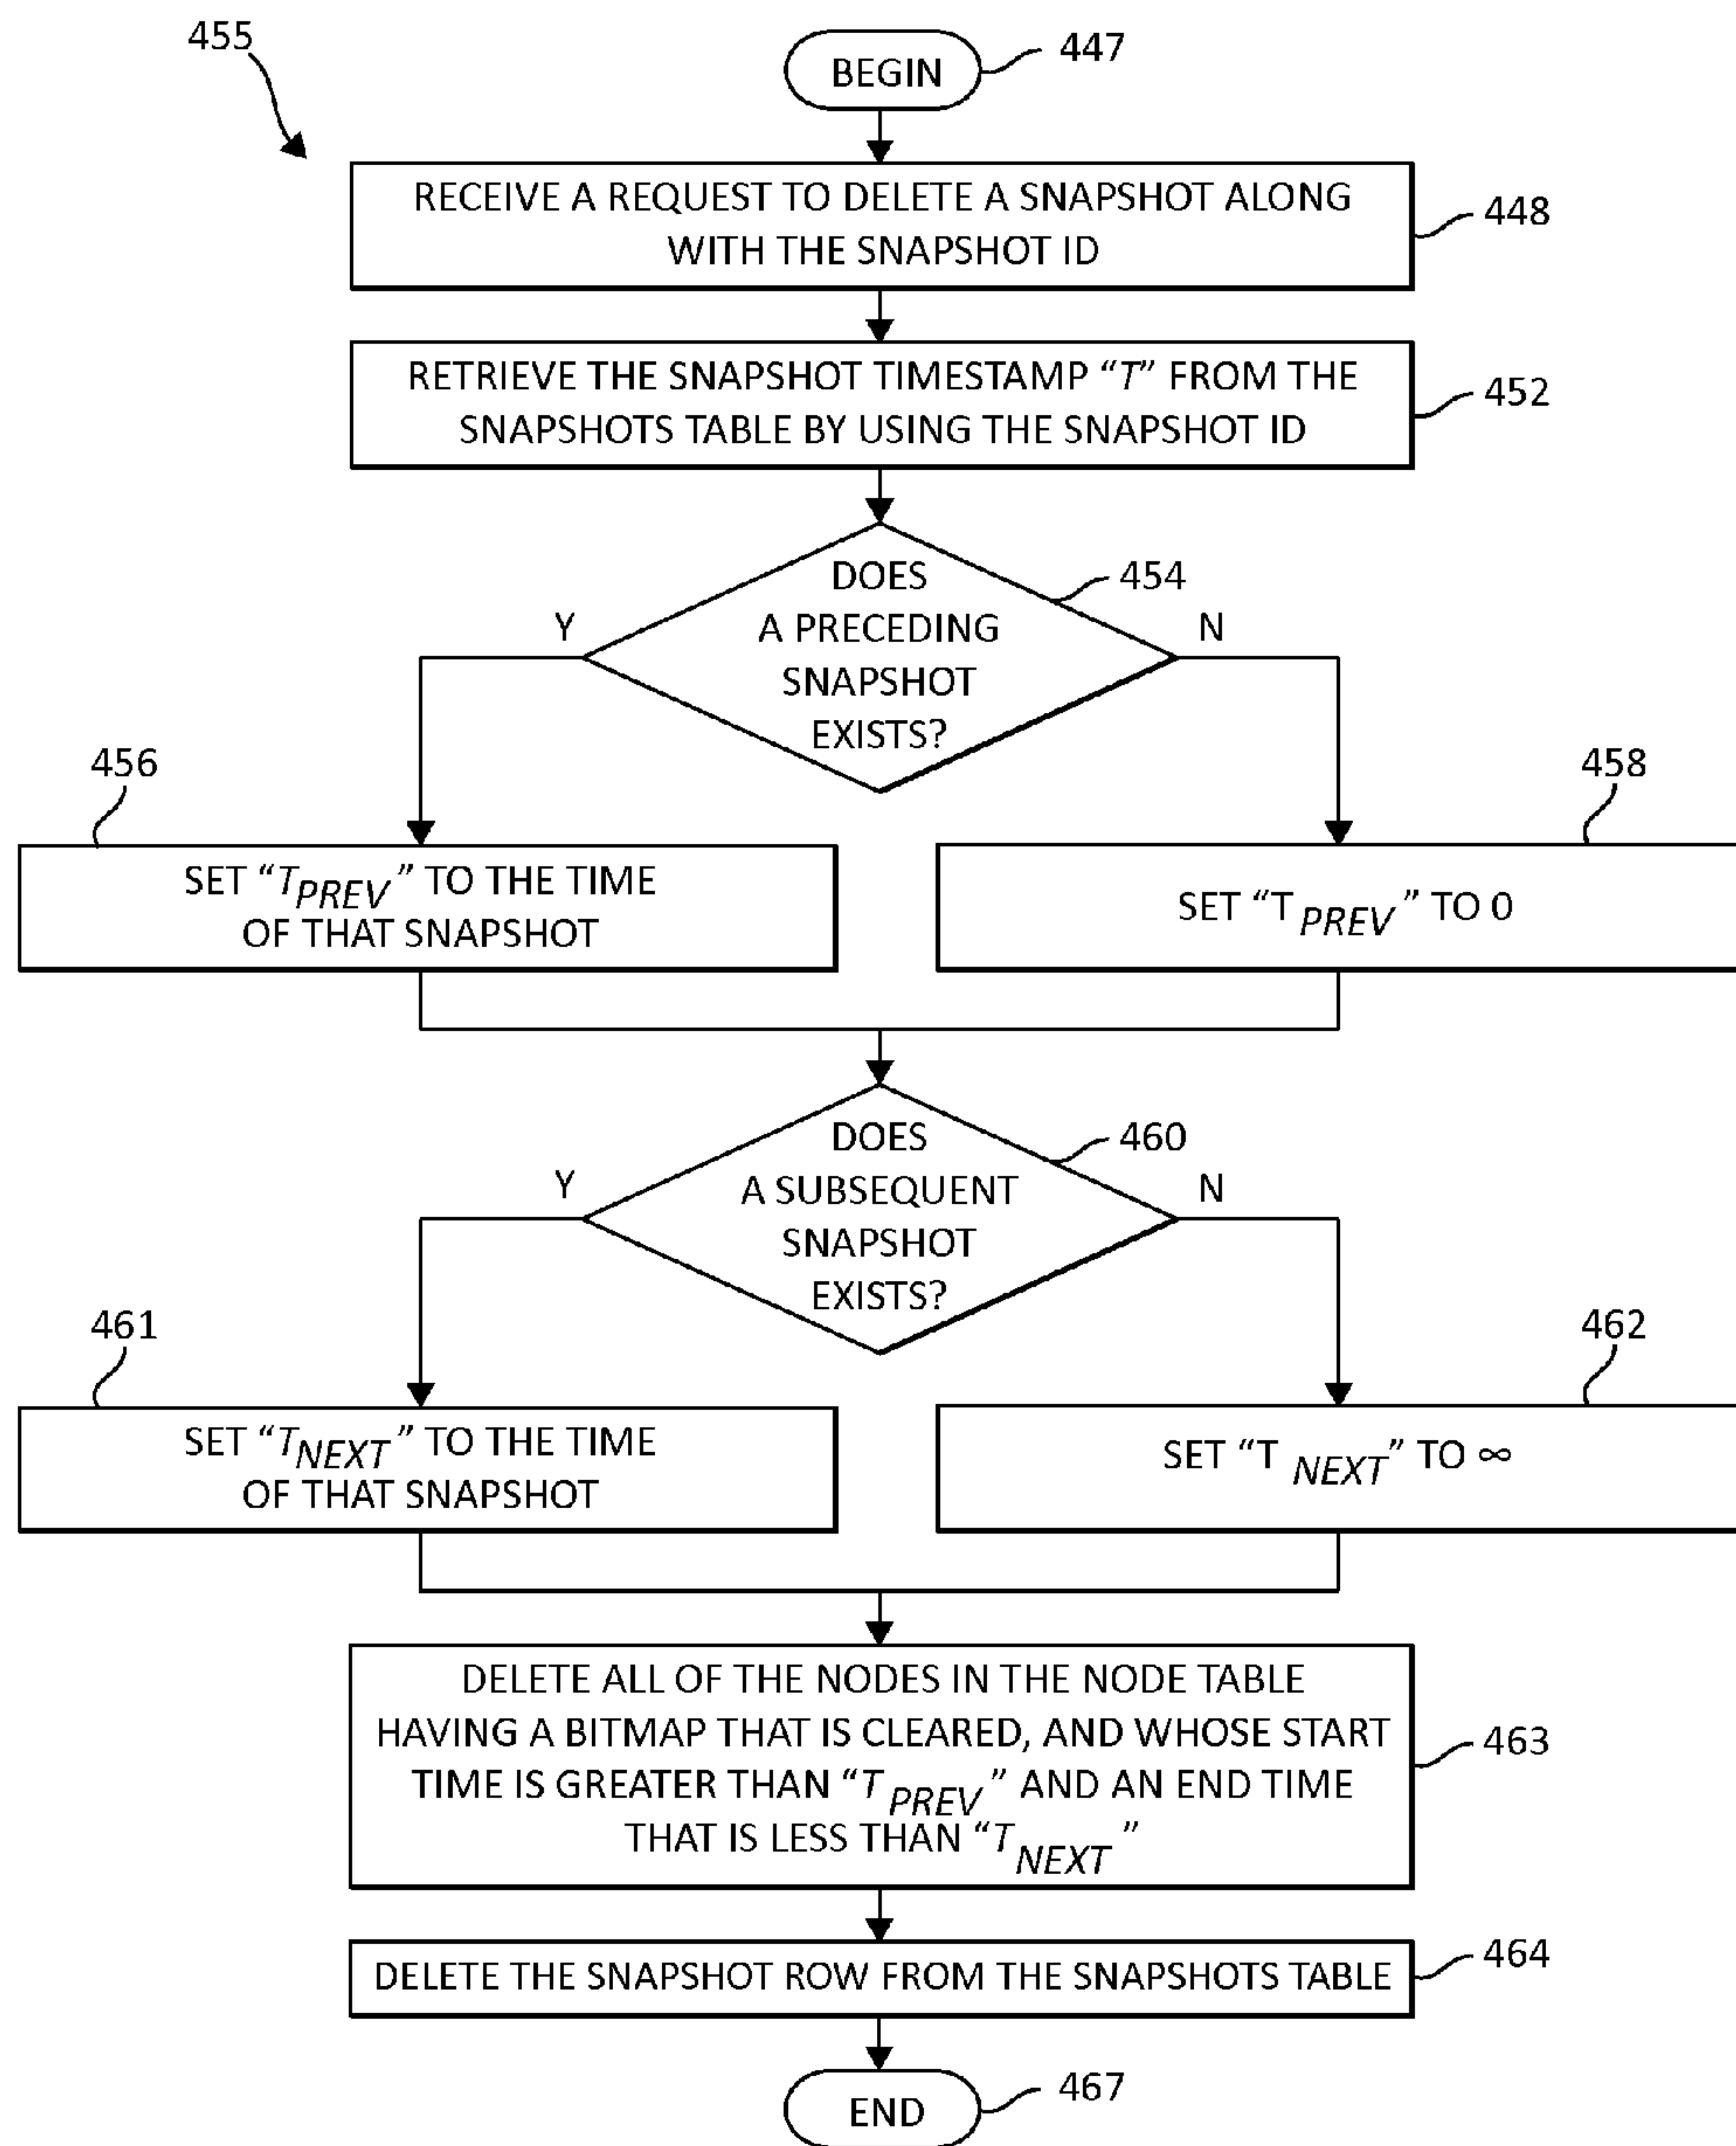 455
BEGIN
447
RECEIVE A REQUEST TO DELETE A SNAPSHOT ALONG
WITH THE SNAPSHOT ID
448
RETRIEVE THE SNAPSHOT TIMESTAMP “T” FROM THE
SNAPSHOTS TABLE BY USING THE SNAPSHOT ID
452
DOES
A PRECEDING
SNAPSHOT
EXISTS?
454
Y
N
456
SET “T PREV” TO THE TIME
OF THAT SNAPSHOT
458
SET “T PREV” TO 0
DOES
A SUBSEQUENT
SNAPSHOT
EXISTS?
460
Y
N
461
SET “T NEXT” TO THE TIME
OF THAT SNAPSHOT
462
SET “T NEXT” TO ∞
DELETE ALL OF THE NODES IN THE NODE TABLE
HAVING A BITMAP THAT IS CLEARED, AND WHOSE START
TIME IS GREATER THAN “T PREV” AND AN END TIME
THAT IS LESS THAN “T NEXT”
463
DELETE THE SNAPSHOT ROW FROM THE SNAPSHOTS TABLE
464
END
467